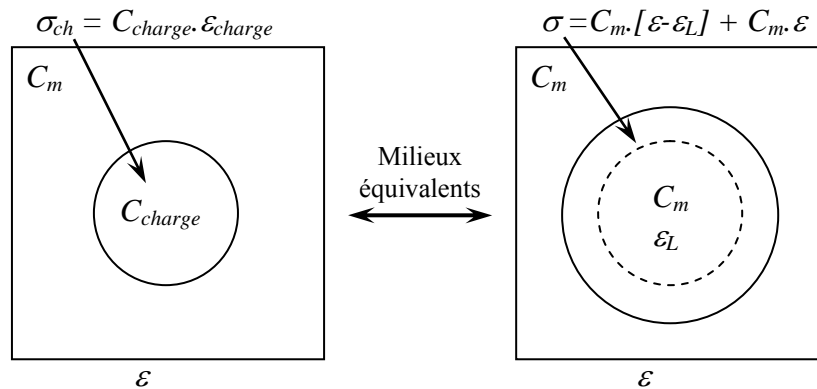 σch = Ccharge.εcharge
σ=Cm.[ε-εL] + Cm.ε
Cm
Cm
Milieux
équivalents
Ccharge
Cm
εL
ε
ε